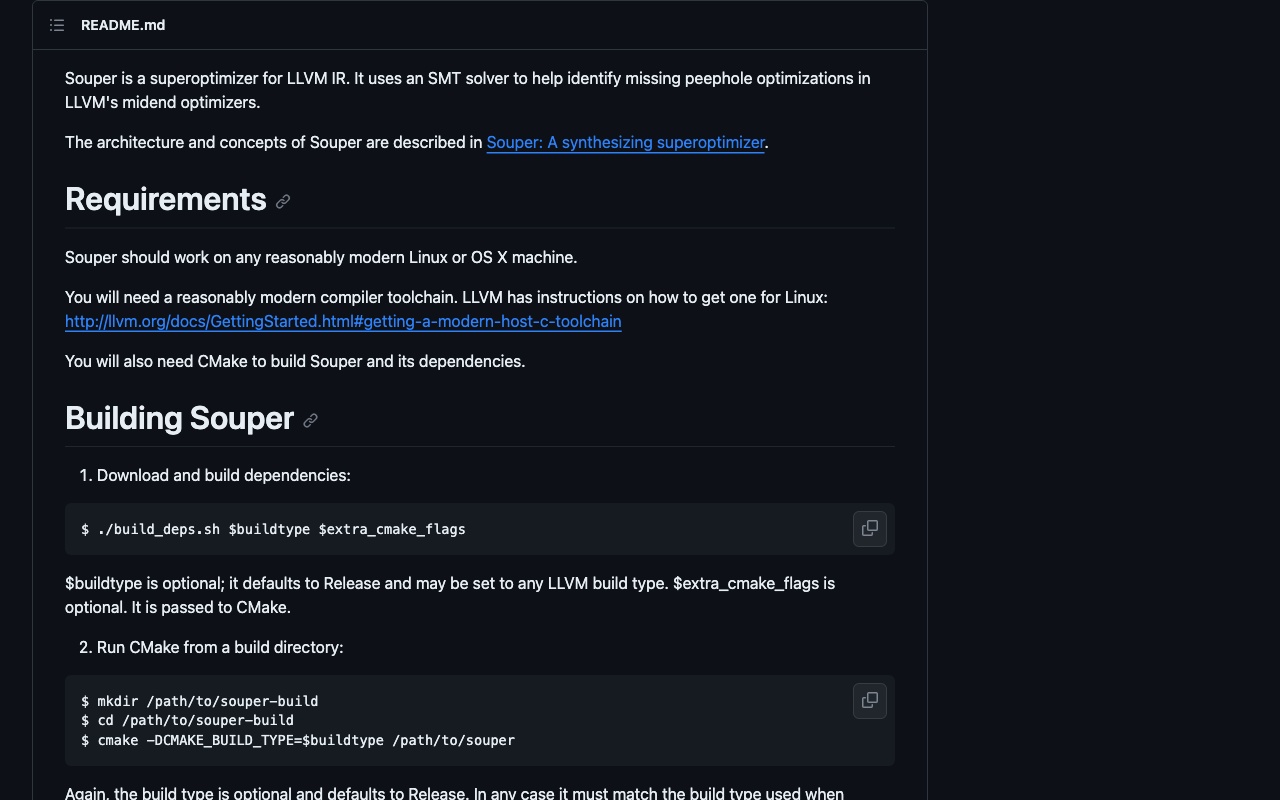 README.md
Souper is a superoptimizer for LLVM IR. It uses an SMT solver to help identify missing peephole optimizations in
LLVM's midend optimizers.
The architecture and concepts of Souper are described in Souper: A synthesizing superoptimizer.
Requirements
Souper should work on any reasonably modern Linux or OS X machine.
You will need a reasonably modern compiler toolchain. LLVM has instructions on how to get one for Linux:
http://llvm.org/docs/GettingStarted.html#getting-a-modern-host-c-toolchain
You will also need CMake to build Souper and its dependencies.
Building Souper
1. Download and build dependencies:
$ ./build_deps.sh $buildtype $extra_cmake_flags
$buildtype is optional; it defaults to Release and may be set to any LLVM build type. $extra_cmake_flags is
optional. It is passed to CMake.
2. Run CMake from a build directory:
$ mkdir /path/to/souper-build
$ cd /path/to/souper-build
$ cmake -DCMAKE_BUILD_TYPE=$buildtype /path/to/souper
Again, the build type is optional and defaults to Release. In any case it must match the build type used when